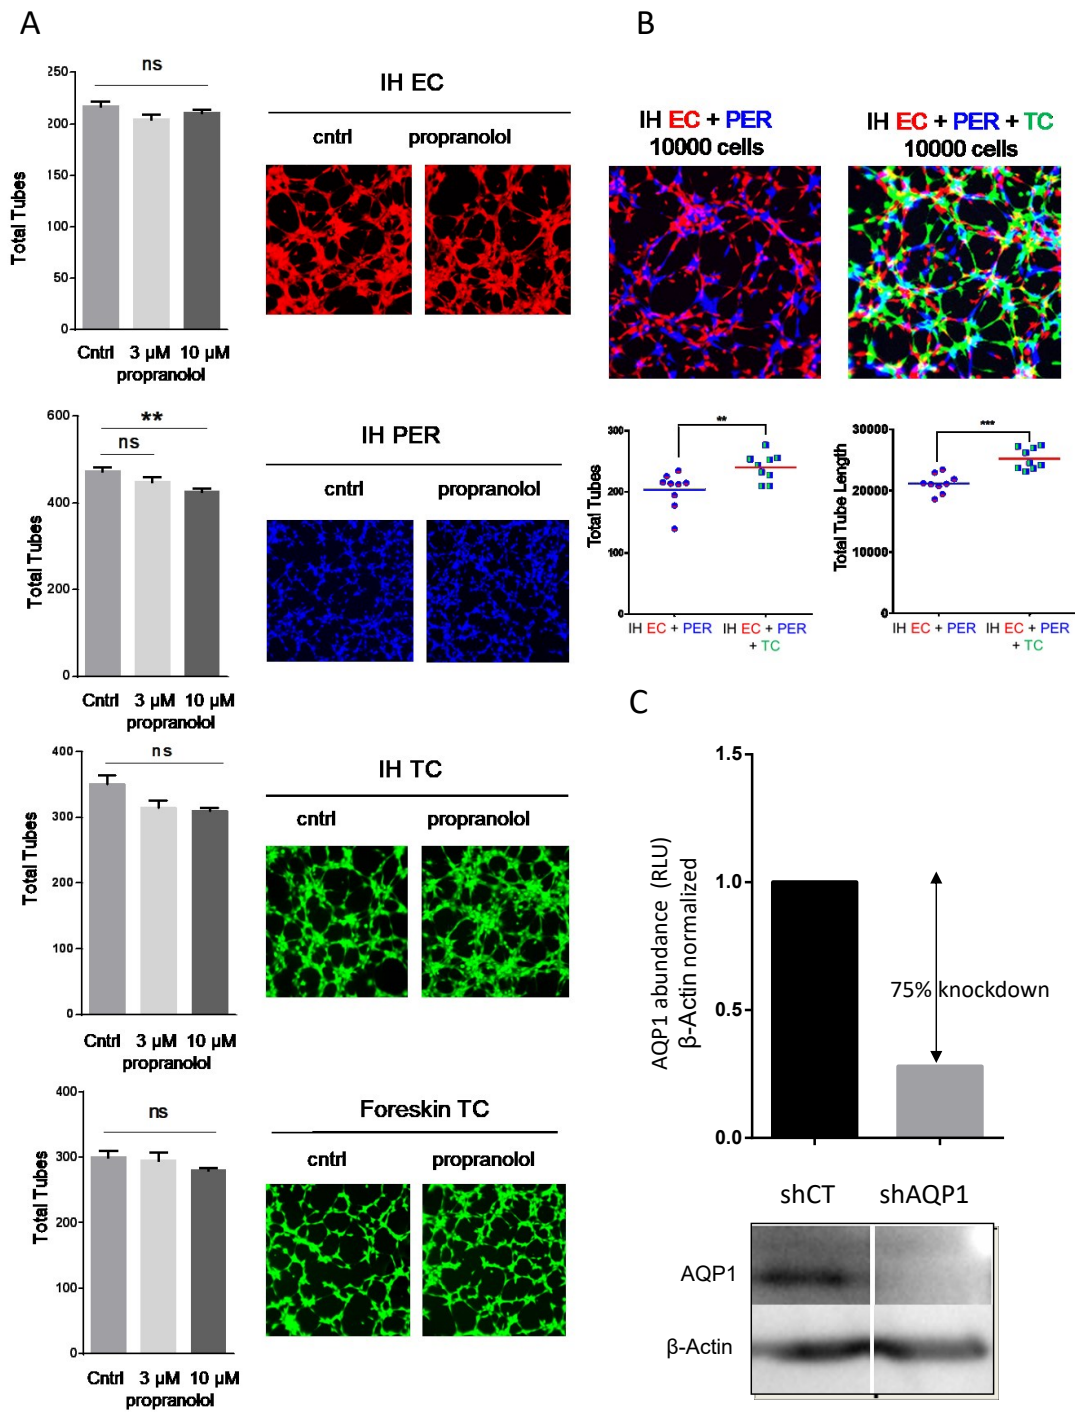 A
ns
250
200
150
100
50
0
Total Tubes
Cntrl 3 µM 10 µM
propranolol
IH EC
cntrl propranolol
**
ns
600
400
200
0
Total Tubes
Cntrl 3 µM 10 µM
propranolol
IH PER
cntrl propranolol
ns
400
300
200
100
0
Total Tubes
Cntrl 3 µM 10 µM
propranolol
IH TC
cntrl propranolol
ns
400
300
200
100
0
Total Tubes
Cntrl 3 µM 10 µM
propranolol
Foreskin TC
cntrl propranolol
B
IH EC + PER
10000 cells
IH EC + PER + TC
10000 cells
**
300
200
100
0
Total Tubes
IH EC + PER
IH EC + PER
+ TC
***
30000
20000
10000
0
Total Tube Length
IH EC + PER
IH EC + PER
+ TC
C
1.5
1.0
0.5
0.0
AQP1 abundance (RLU)
β-Actin normalized
75% knockdown
shCT shAQP1
AQP1
β-Actin